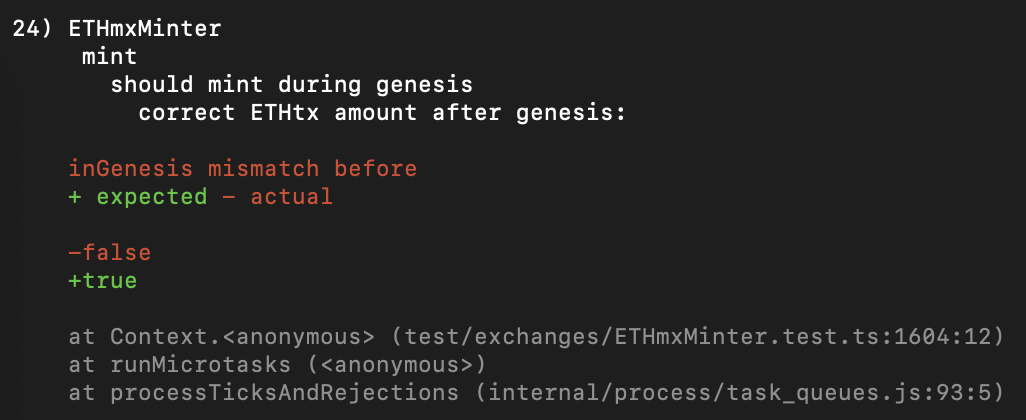 24) ETHmxMinter
mint
should mint during genesis
correct ETHtx amount after genesis:
inGenesis mismatch before
+ expected - actual
-false
+true
at Context.<anonymous> (test/exchanges/ETHmxMinter.test.ts:1604:12)
at runMicrotasks (<anonymous>)
at processTicksAndRejections (internal/process/task_queues.js:93:5)